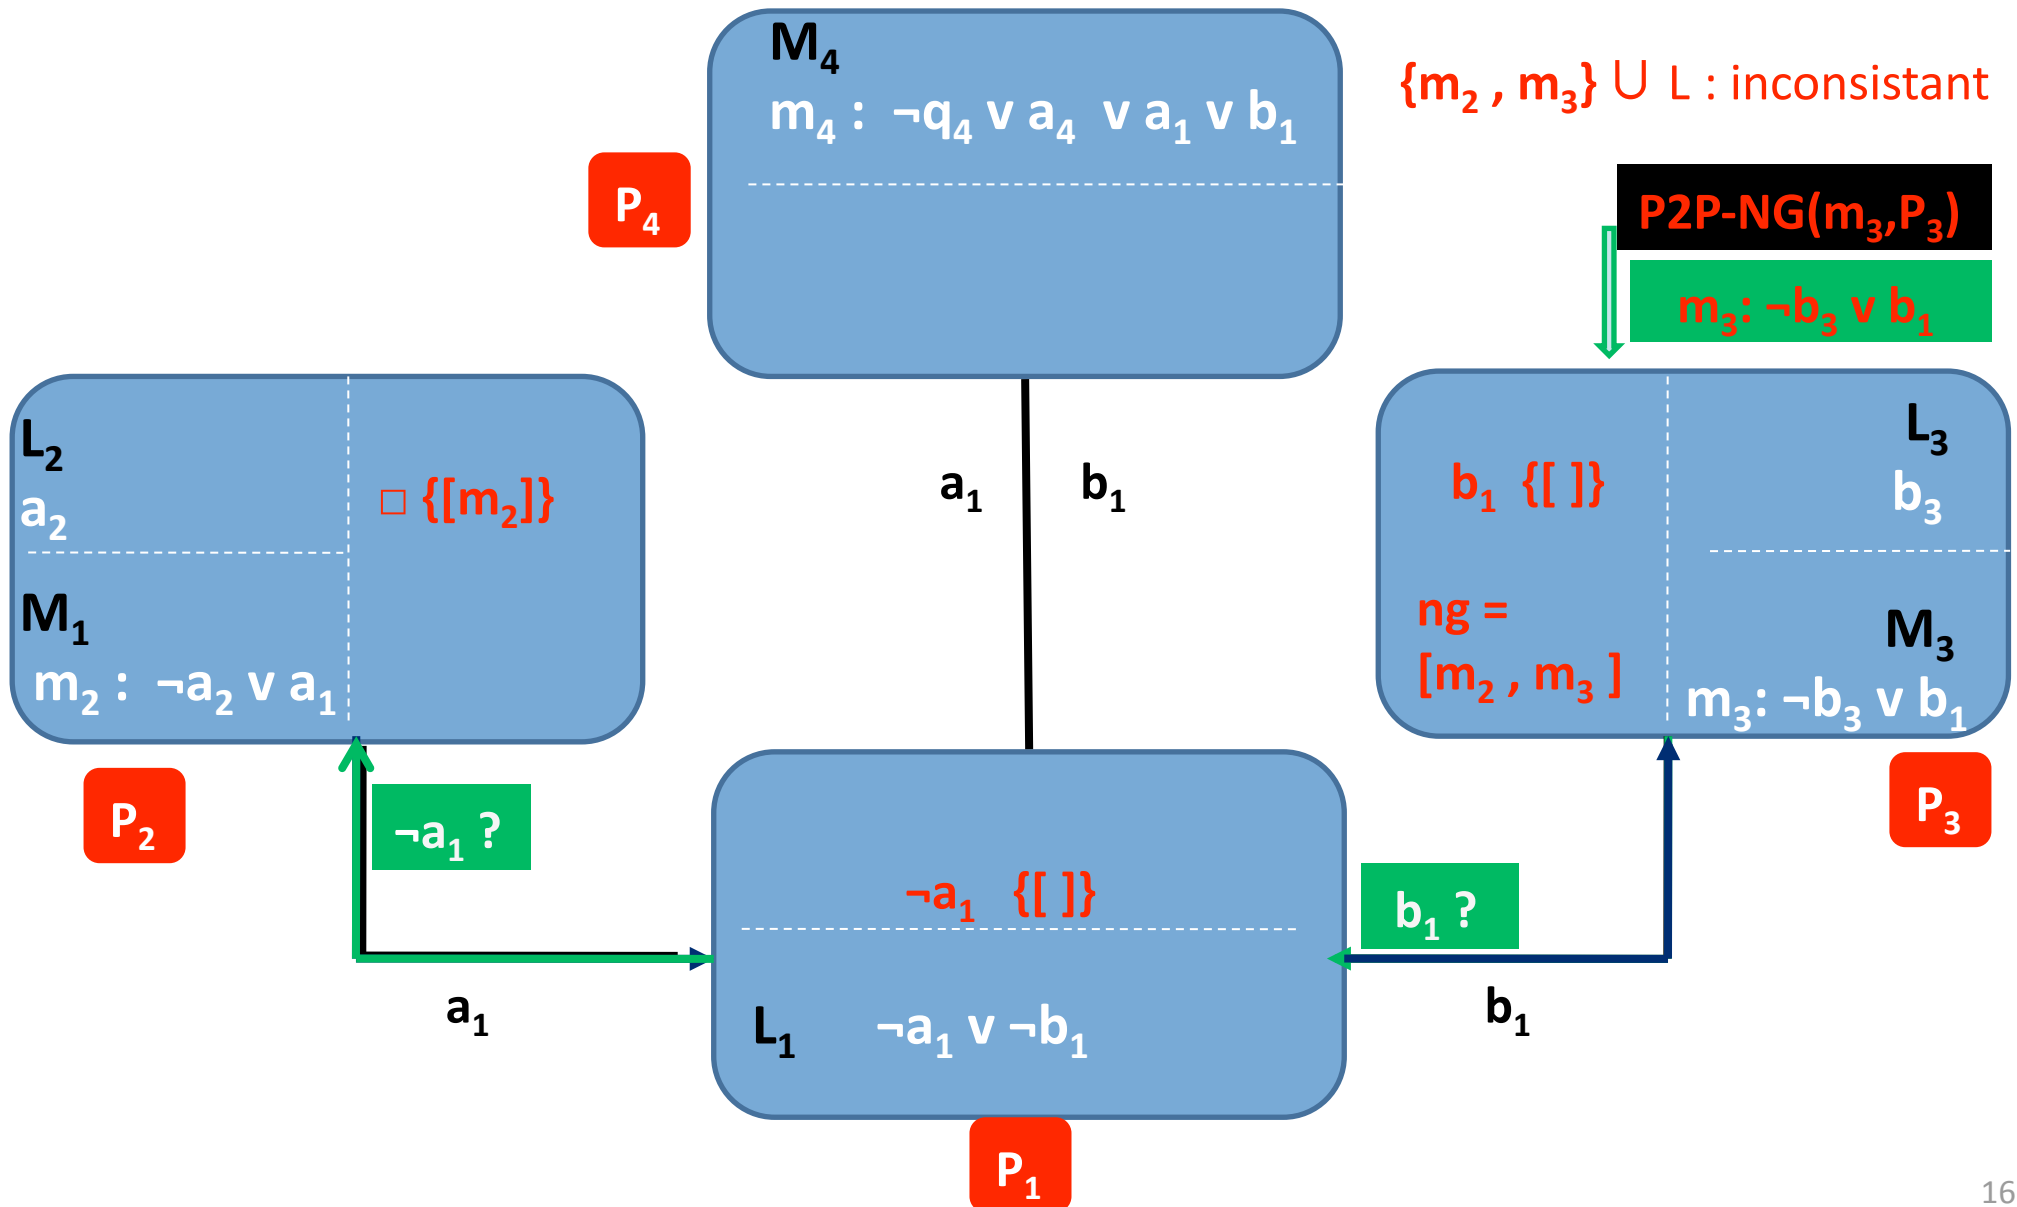 M₄
m₄ : ¬q₄ v a₄ v a₁ v b₁
{m₂ , m₃} ∪ L : inconsistant
P₄
P2P-NG(m₃,P₃)
m₃: ¬b₃ v b₁
L₂
a₂
□ {[m₂]}
M₁
m₂ : ¬a₂ v a₁
a₁ b₁
b₁ {[ ]}
L₃
b₃
ng =
[m₂ , m₃ ]
M₃
m₃: ¬b₃ v b₁
P₂
¬a₁ ?
P₃
¬a₁ {[ ]}
b₁ ?
a₁
b₁
L₁ ¬a₁ v ¬b₁
P₁
16